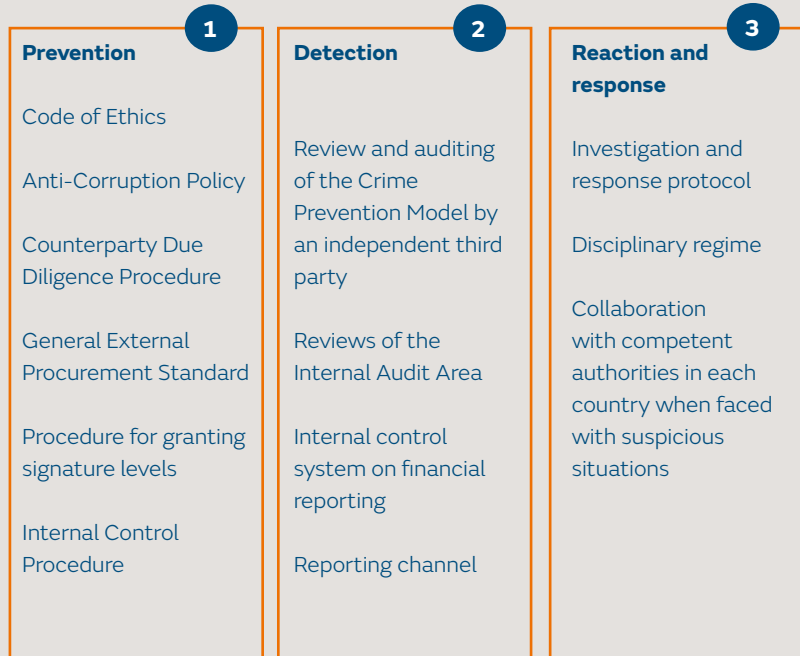 1
Prevention
Code of Ethics
Anti-Corruption Policy
Counterparty Due
Diligence Procedure
General External
Procurement Standard
Procedure for granting
signature levels
Internal Control
Procedure
2
Detection
Review and auditing
of the Crime
Prevention Model by
an independent third
party
Reviews of the
Internal Audit Area
Internal control
system on financial
reporting
Reporting channel
3
Reaction and
response
Investigation and
response protocol
Disciplinary regime
Collaboration
with competent
authorities in each
country when faced
with suspicious
situations